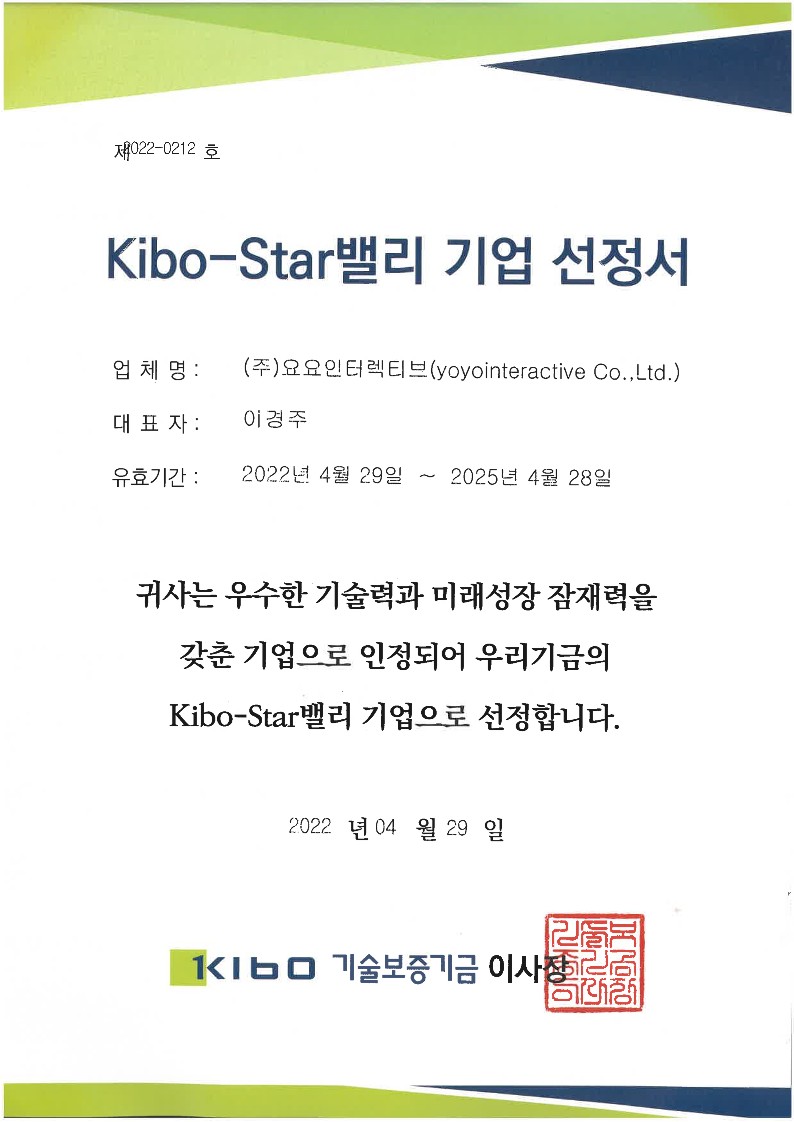 제2022-0212 호
Kibo-Star밸리 기업 선정서
업 체 명 : (주)요요인터렉티브(yoyointeractive Co.,Ltd.)
대 표 자 : 이경주
유효기간 : 2022년 4월 29일 ~ 2025년 4월 28일
귀사는 우수한 기술력과 미래성장 잠재력을
갖춘 기업으로 인정되어 우리기금의
Kibo-Star밸리 기업으로 선정합니다.
2022 년 04 월 29 일
KIBO 기술보증기금 이사장